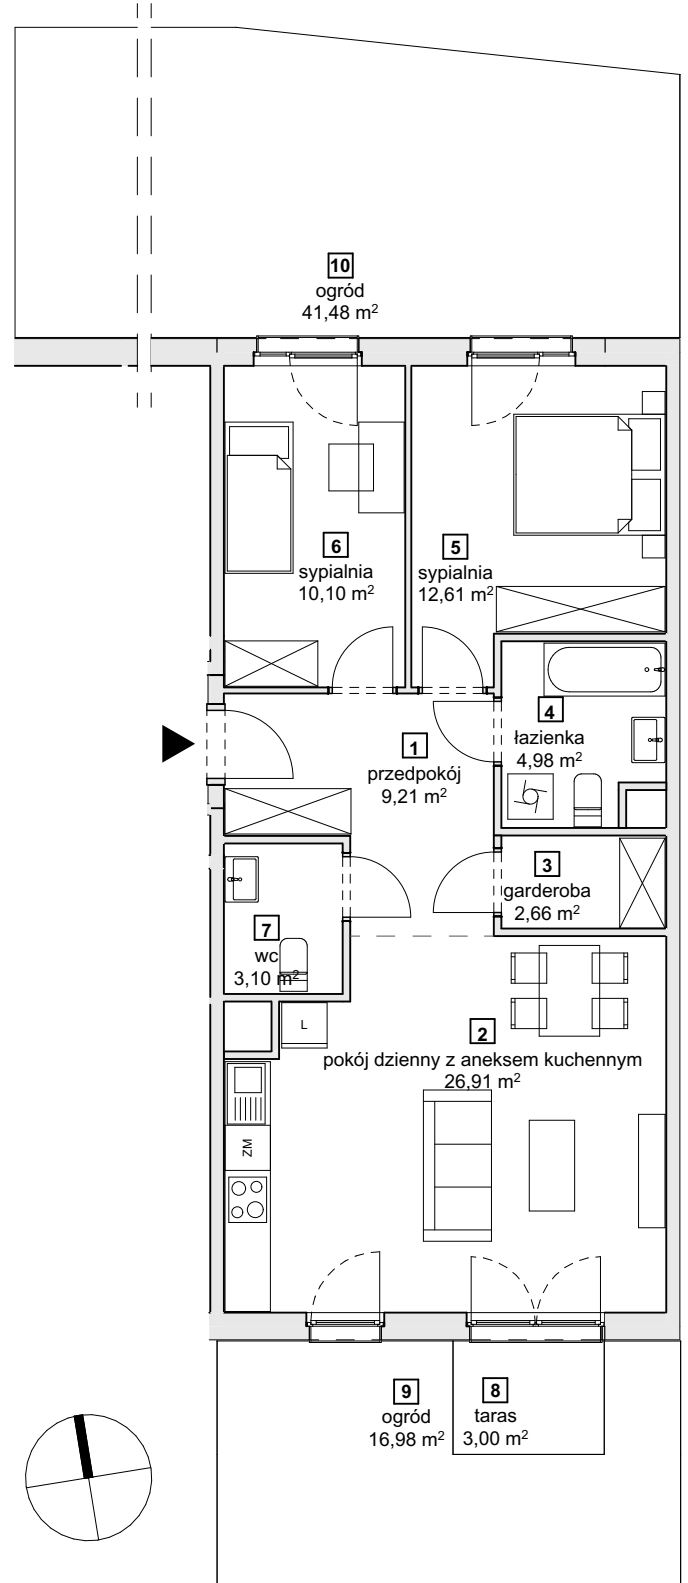 10
ogród
41,48 m²
6
sypialnia
10,10 m²
5
sypialnia
12,61 m²
4
łazienka
4,98 m²
1
przedpokój
9,21 m²
3
garderoba
2,66 m²
7
wc
3,10 m²
L
2
pokój dzienny z aneksem kuchennym
26,91 m²
ZM
9
ogród
16,98 m²
8
taras
3,00 m²